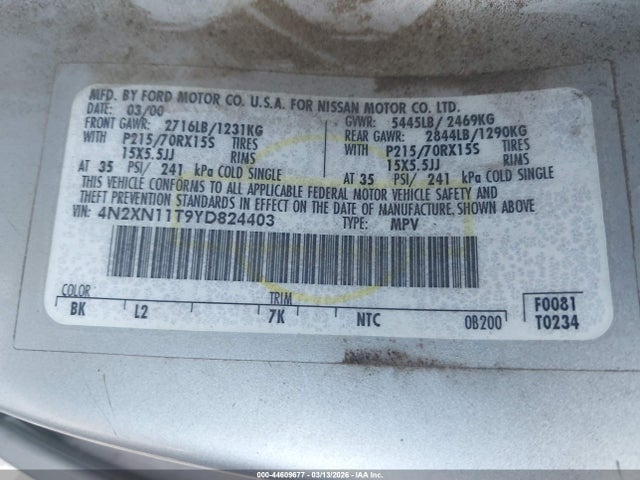 MFD. BY FORD MOTOR CO. U.S.A. FOR NISSAN MOTOR CO. LTD.
DATE: 03/00 GVWR: 5445LB/2469KG
FRONT GAWR: 2716LB/1231KG REAR GAWR: 2844LB/1290KG
WITH P215/70RX15S TIRES WITH P215/70RX15S TIRES
15X5.5JJ RIMS 15X5.5JJ RIMS
AT 35 PSI/ 241 kPa COLD SINGLE AT 35 PSI/ 241 kPa COLD SINGLE
THIS VEHICLE CONFORMS TO ALL APPLICABLE FEDERAL MOTOR VEHICLE SAFETY AND
THEFT PREVENTION STANDARDS IN EFFECT ON THE DATE OF MANUFACTURE SHOWN ABOVE.
VIN: 4N2XN11T9YD824403 TYPE: MPV
COLOR TRIM
BK L2 7K NTC 0B200 F0081
T0234
000-44609677 - 03/13/2026 - IAA, Inc.